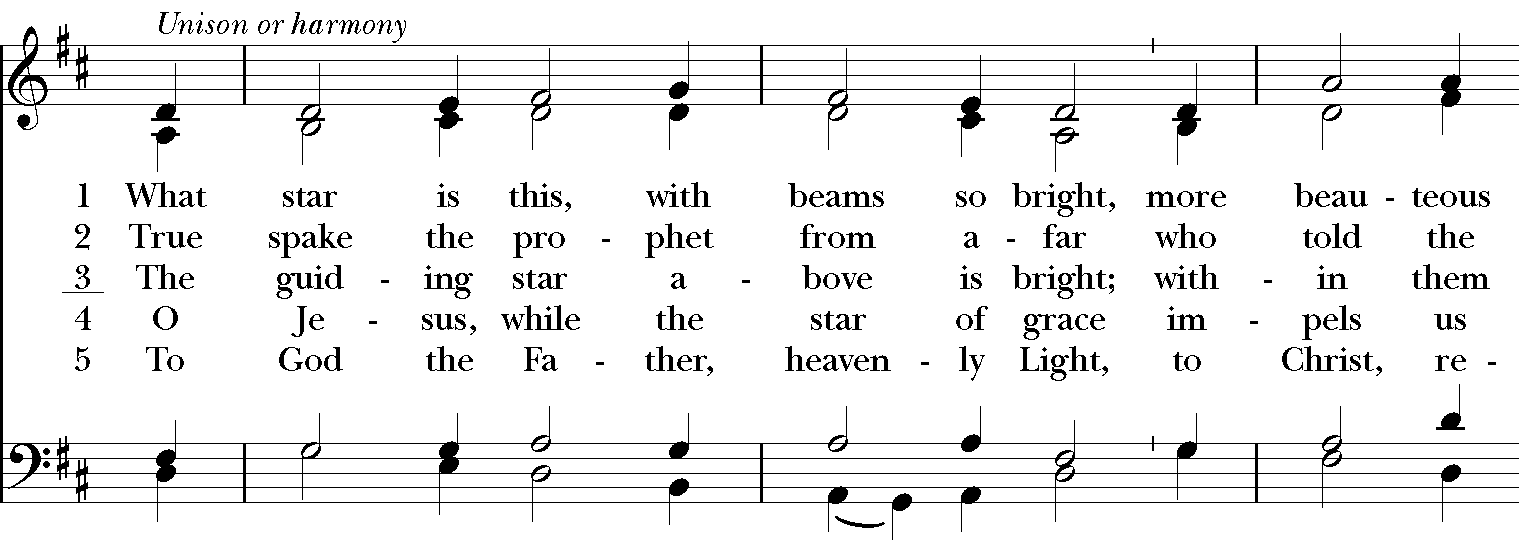 Unison or harmony
1 What star is this, with beams so bright, more beau - teous
2 True spake the pro - phet from a - far who told the
3 The guid - ing star a - bove is bright; with - in them
4 O Je - sus, while the star of grace im - pels us
5 To God the Fa - ther, heaven - ly Light, to Christ, re -